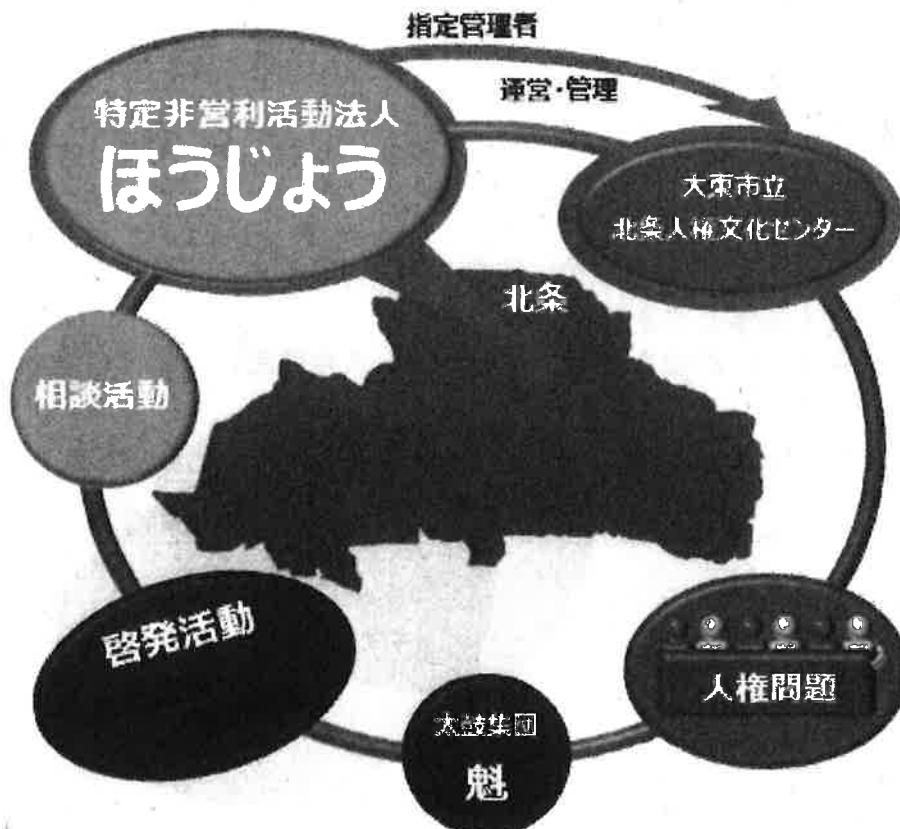 指定管理者
運営・管理
特定非営利活動法人
ほうじょう
大東市立
北条人権文化センター
北条
相談活動
啓発活動
人権問題
太鼓集団
魁